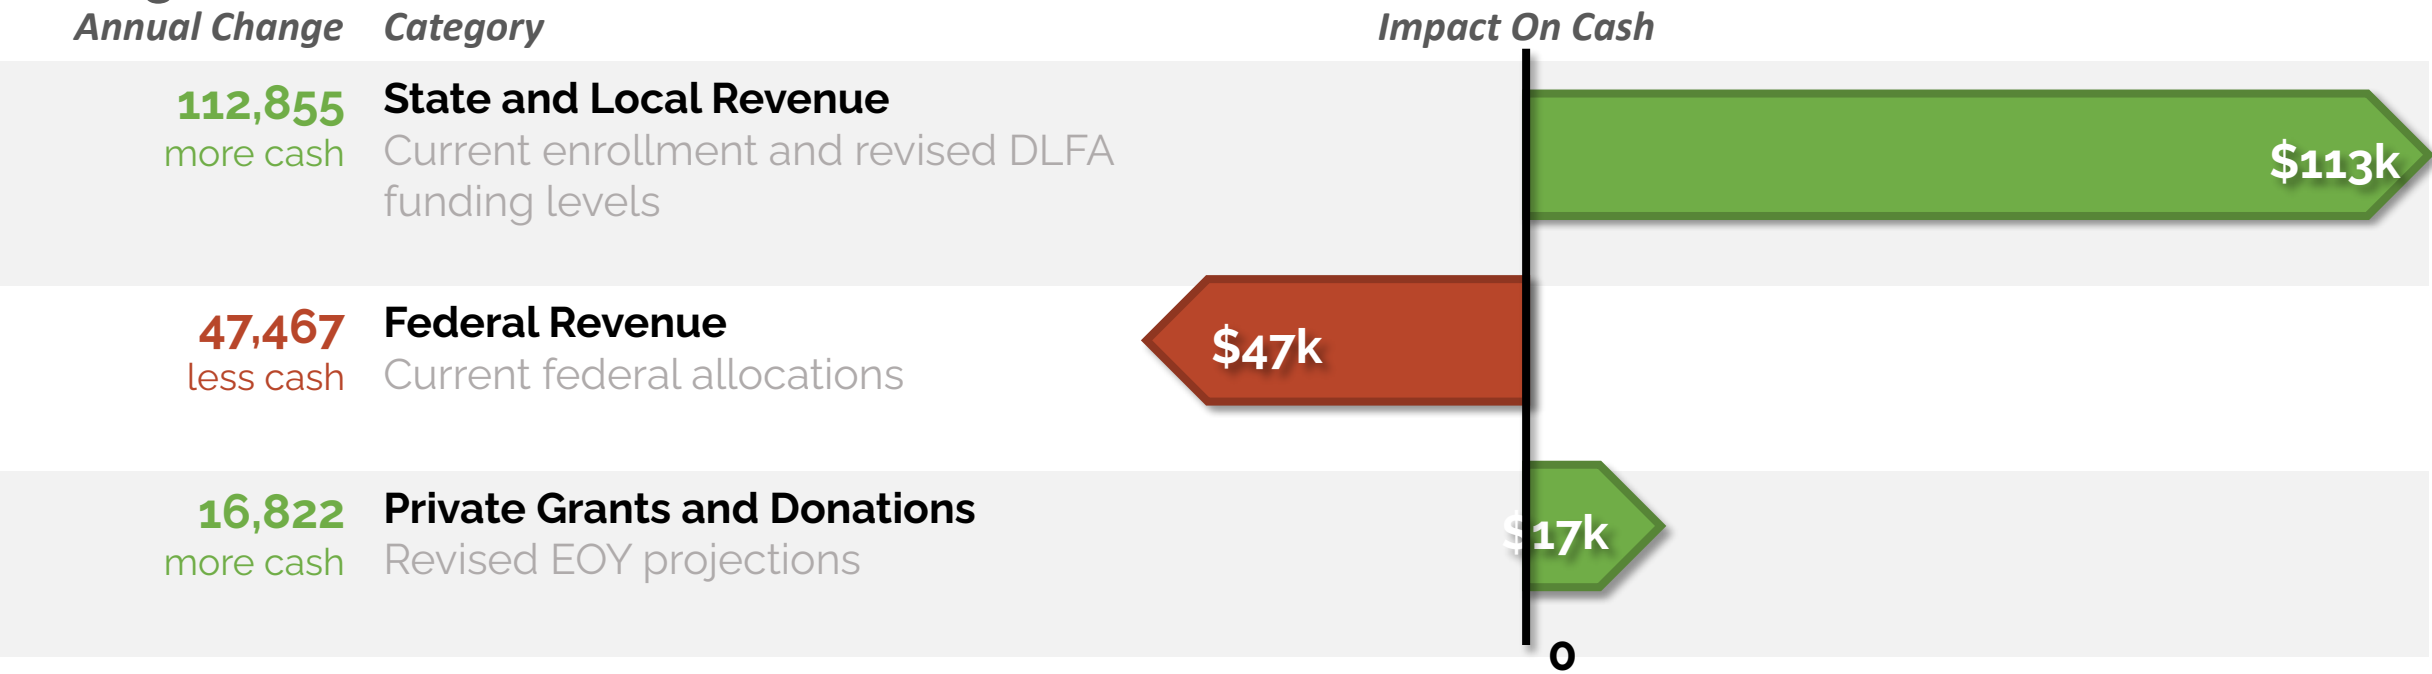 Annual Change Category Impact On Cash
112,855 State and Local Revenue
more cash Current enrollment and revised DLFA
funding levels
$113k
47,467 Federal Revenue
less cash Current federal allocations
$47k
16,822 Private Grants and Donations
more cash Revised EOY projections
$17k
0